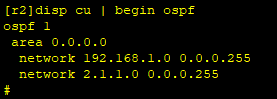 [r2]disp cu | begin ospf
ospf 1
 area 0.0.0.0
  network 192.168.1.0 0.0.0.255
  network 2.1.1.0 0.0.0.255
#